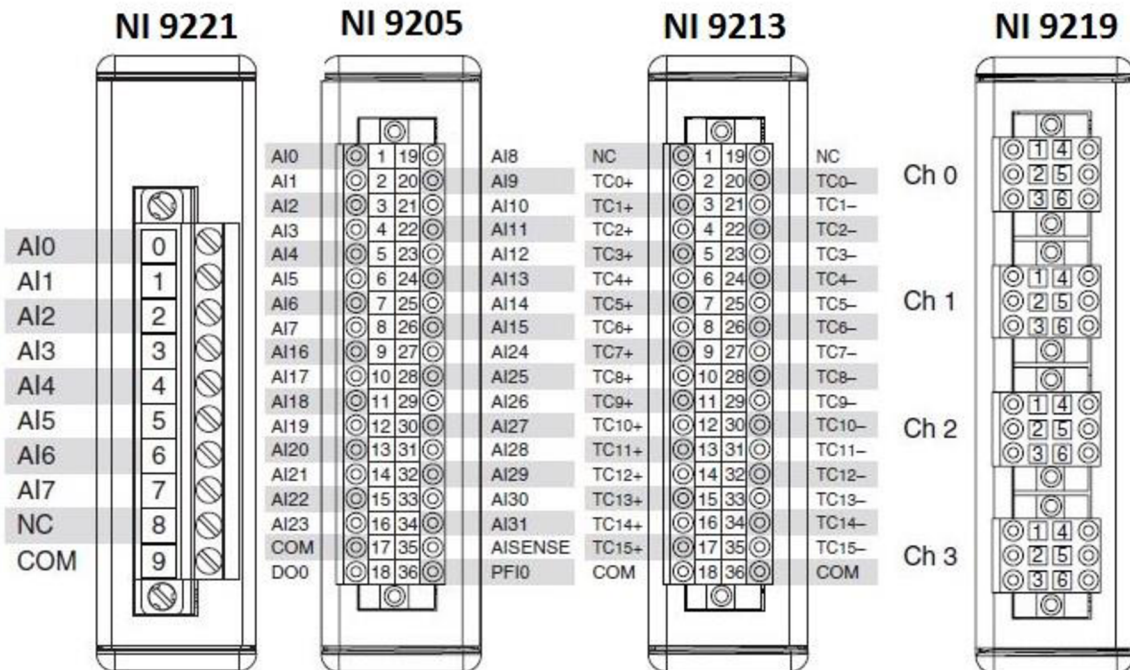 NI 9221
NI 9205
NI 9213
NI 9219
AI0 0
AI1 1
AI2 2
AI3 3
AI4 4
AI5 5
AI6 6
AI7 7
NC 8
COM 9
AI0 1 19 AI8
AI1 2 20 AI9
AI2 3 21 AI10
AI3 4 22 AI11
AI4 5 23 AI12
AI5 6 24 AI13
AI6 7 25 AI14
AI7 8 26 AI15
AI16 9 27 AI24
AI17 10 28 AI25
AI18 11 29 AI26
AI19 12 30 AI27
AI20 13 31 AI28
AI21 14 32 AI29
AI22 15 33 AI30
AI23 16 34 AI31
COM 17 35 AISENSE
DO0 18 36 PFI0
NC 1 19 NC
TC0+ 2 20 TC0–
TC1+ 3 21 TC1–
TC2+ 4 22 TC2–
TC3+ 5 23 TC3–
TC4+ 6 24 TC4–
TC5+ 7 25 TC5–
TC6+ 8 26 TC6–
TC7+ 9 27 TC7–
TC8+ 10 28 TC8–
TC9+ 11 29 TC9–
TC10+ 12 30 TC10–
TC11+ 13 31 TC11–
TC12+ 14 32 TC12–
TC13+ 15 33 TC13–
TC14+ 16 34 TC14–
TC15+ 17 35 TC15–
COM 18 36 COM
Ch 0
1 4
2 5
3 6
Ch 1
1 4
2 5
3 6
Ch 2
1 4
2 5
3 6
Ch 3
1 4
2 5
3 6